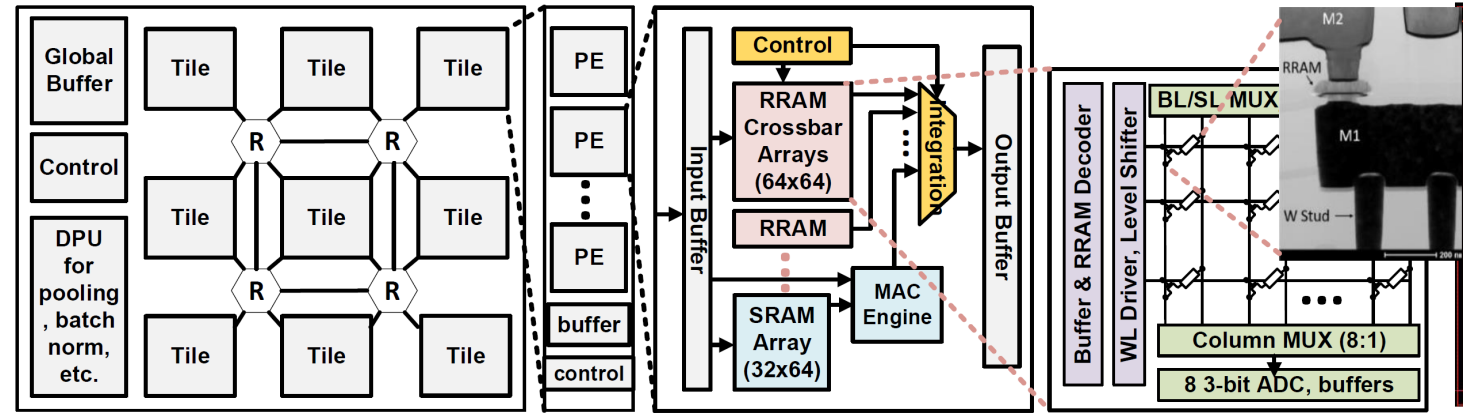 Global
Buffer
Control
DPU
for
pooling
, batch
norm,
etc.
Tile
Tile
Tile
R
R
Tile
Tile
Tile
R
R
Tile
Tile
Tile
PE
PE
PE
buffer
control
Input Buffer
Control
RRAM
Crossbar
Arrays
(64x64)
RRAM
SRAM
Array
(32x64)
MAC
Engine
Integration
Output Buffer
Buffer & RRAM Decoder
WL Driver, Level Shifter
BL/SL MUX
Column MUX (8:1)
8 3-bit ADC, buffers
M2
RRAM
M1
W Stud